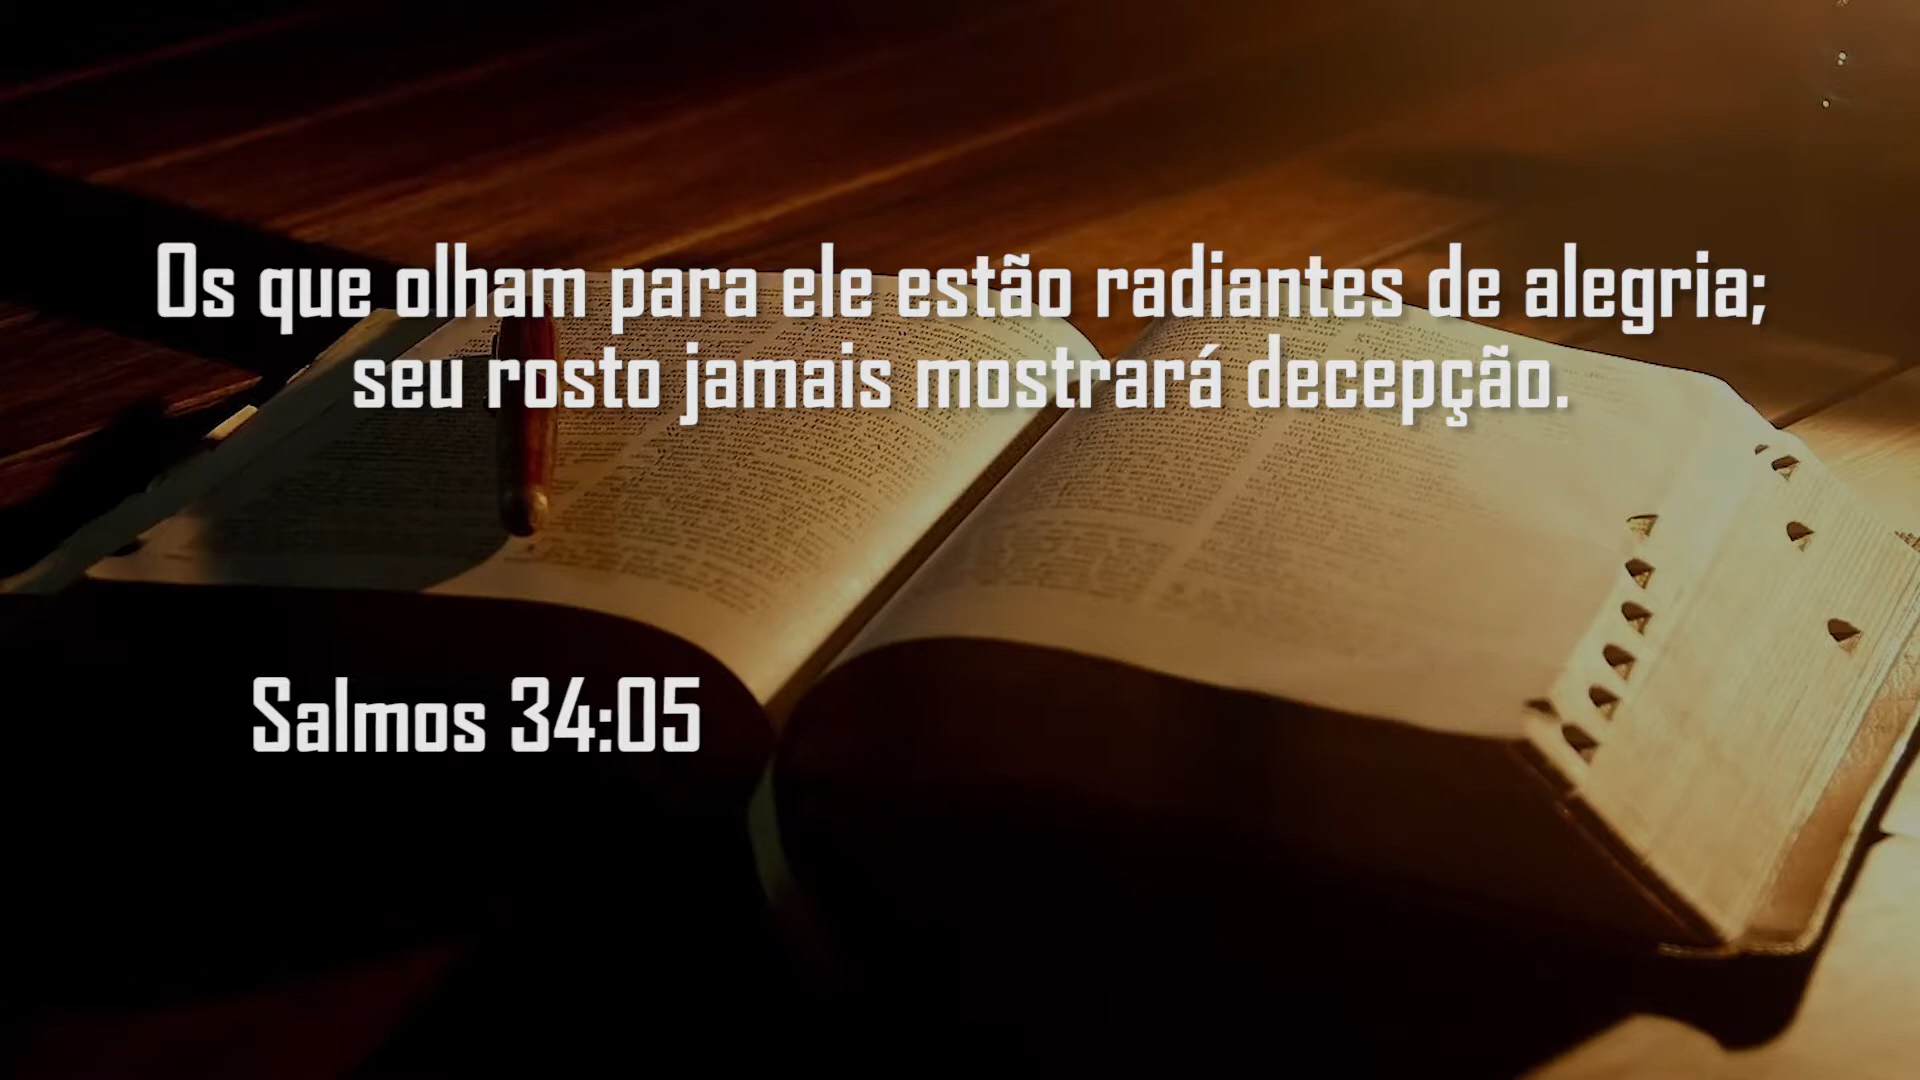 Os que olham para ele estão radiantes de alegria;
seu rosto jamais mostrará decepção.
Salmos 34:05